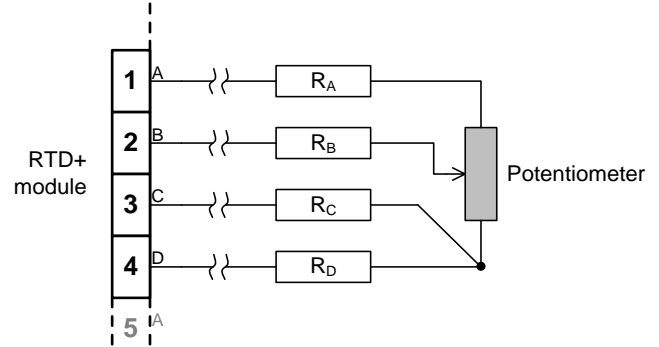 1 A R_A
2 B R_B
RTD+
module
Potentiometer
3 C R_C
4 D R_D
5 A